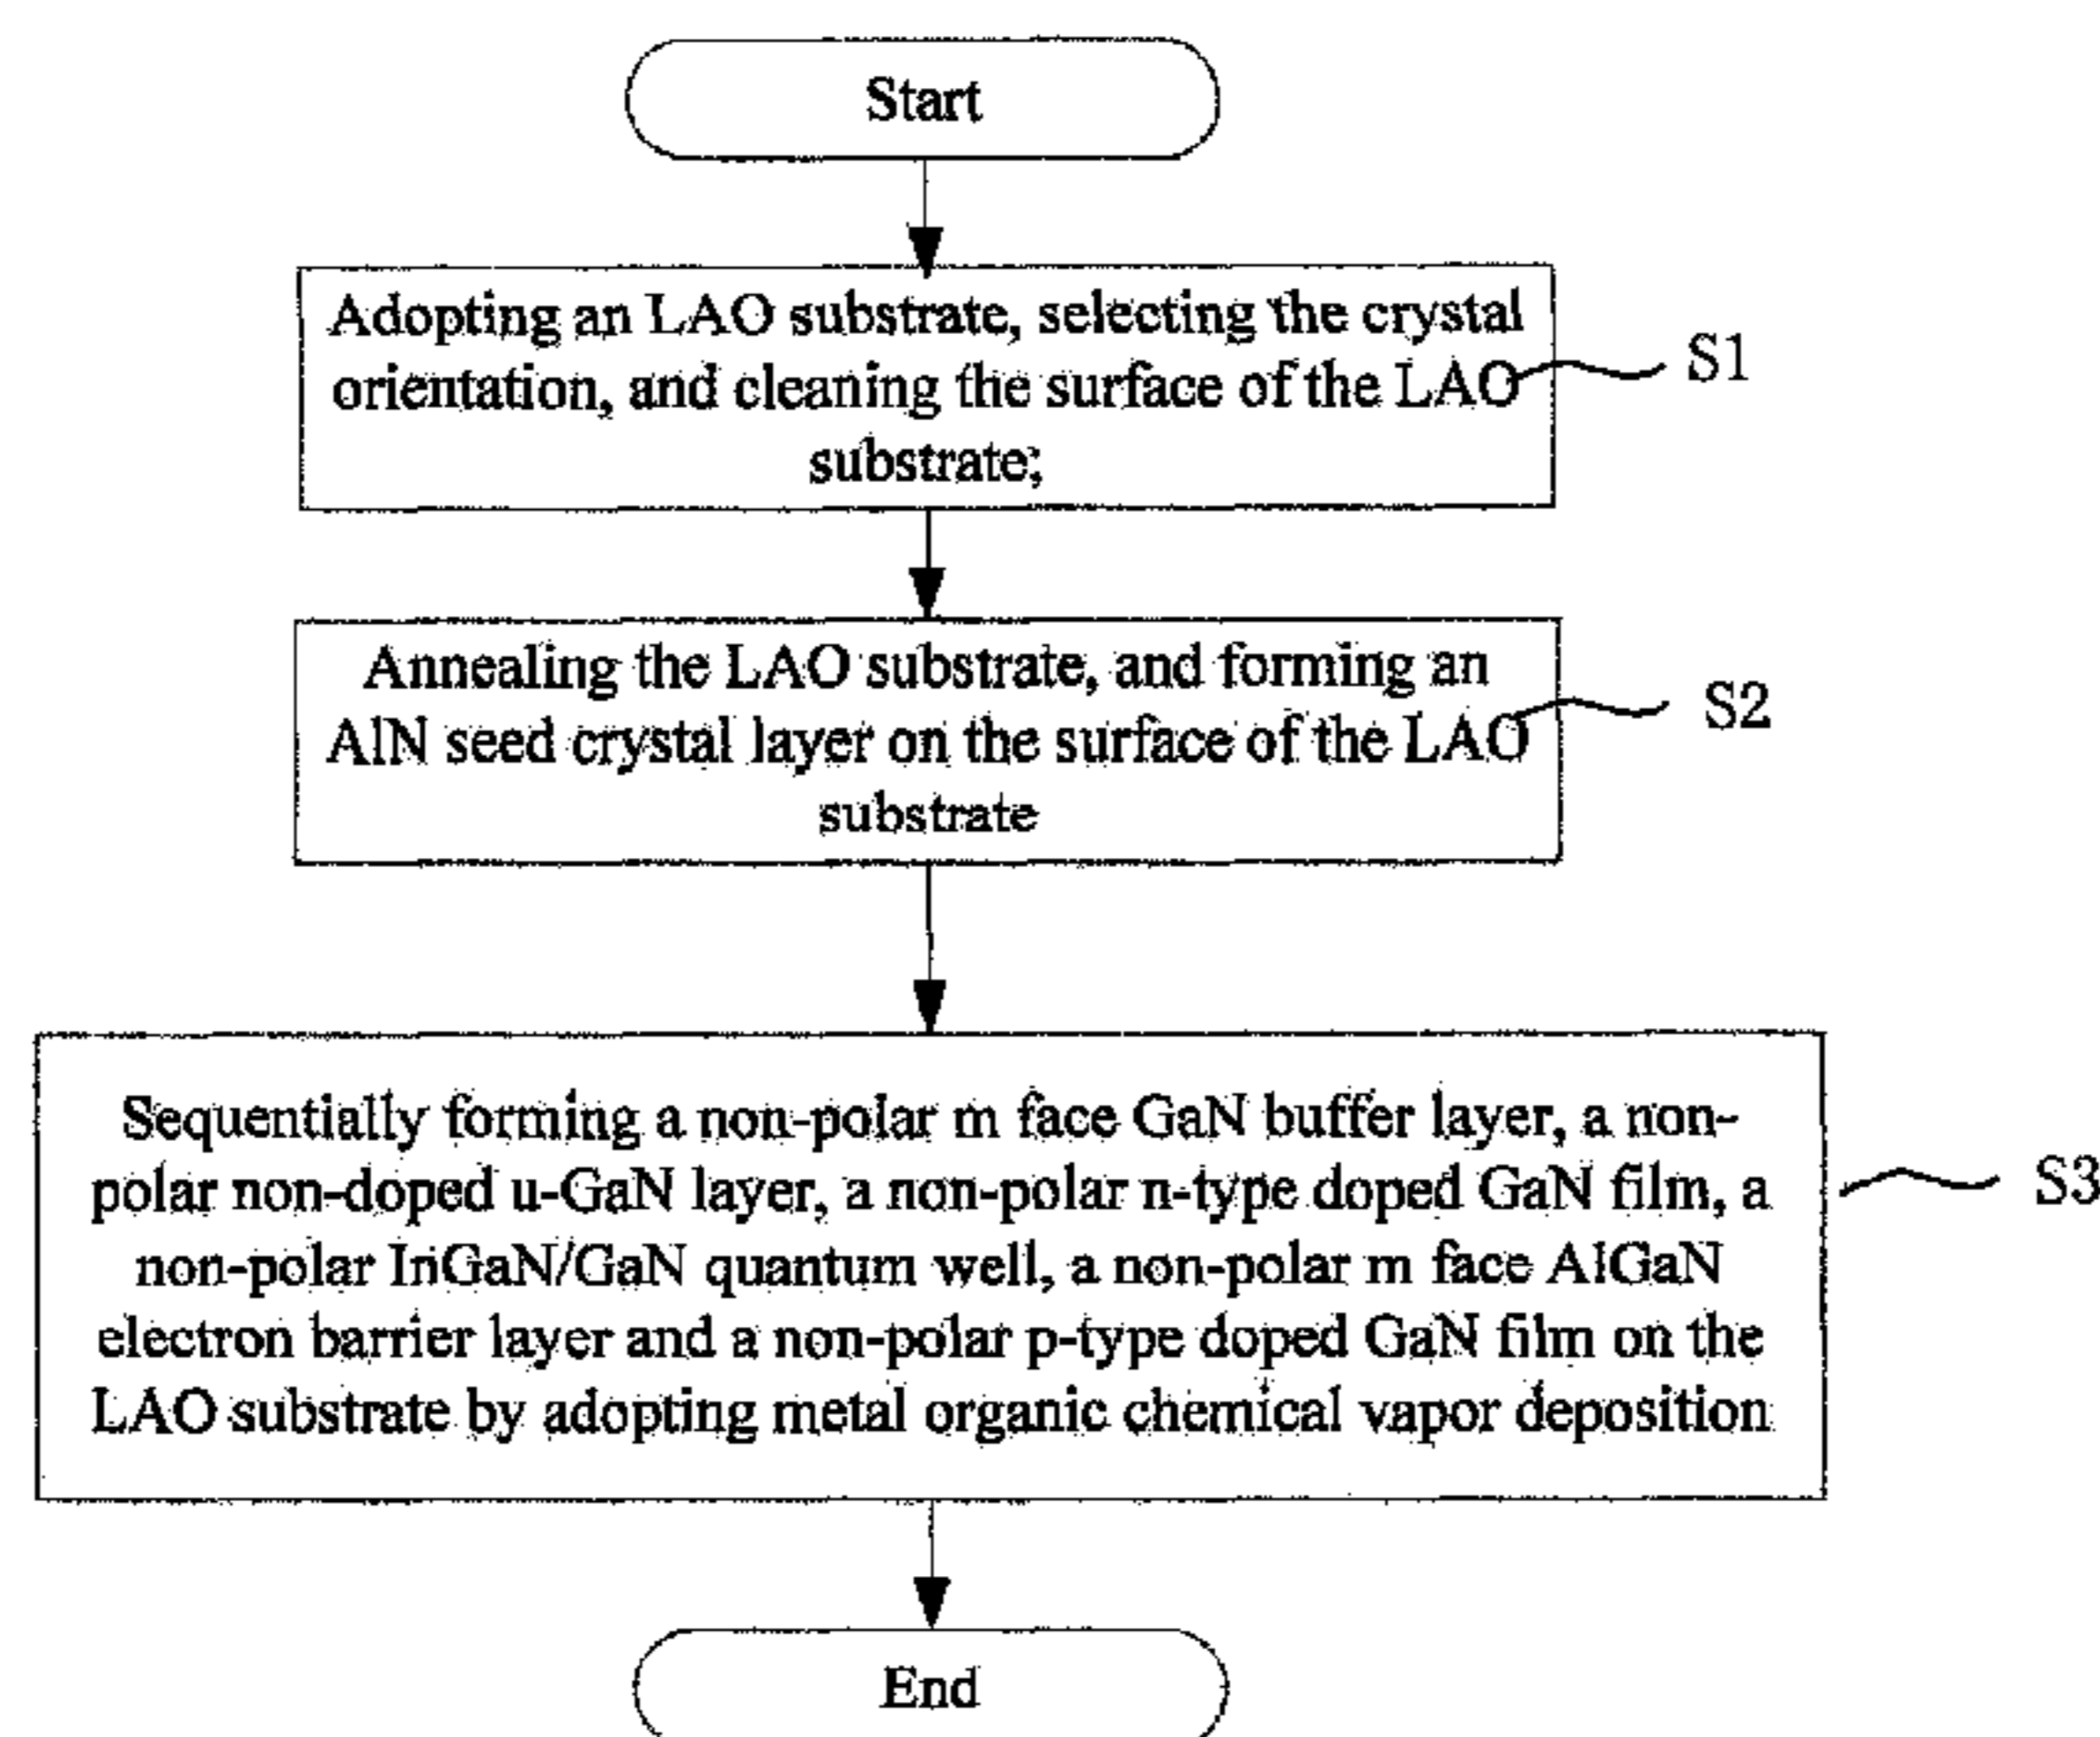 Start
Adopting an LAO substrate, selecting the crystal
orientation, and cleaning the surface of the LAO
substrate;
S1
Annealing the LAO substrate, and forming an
AlN seed crystal layer on the surface of the LAO
substrate
S2
Sequentially forming a non-polar m face GaN buffer layer, a non-
polar non-doped u-GaN layer, a non-polar n-type doped GaN film, a
non-polar InGaN/GaN quantum well, a non-polar m face AlGaN
electron barrier layer and a non-polar p-type doped GaN film on the
LAO substrate by adopting metal organic chemical vapor deposition
S3
End